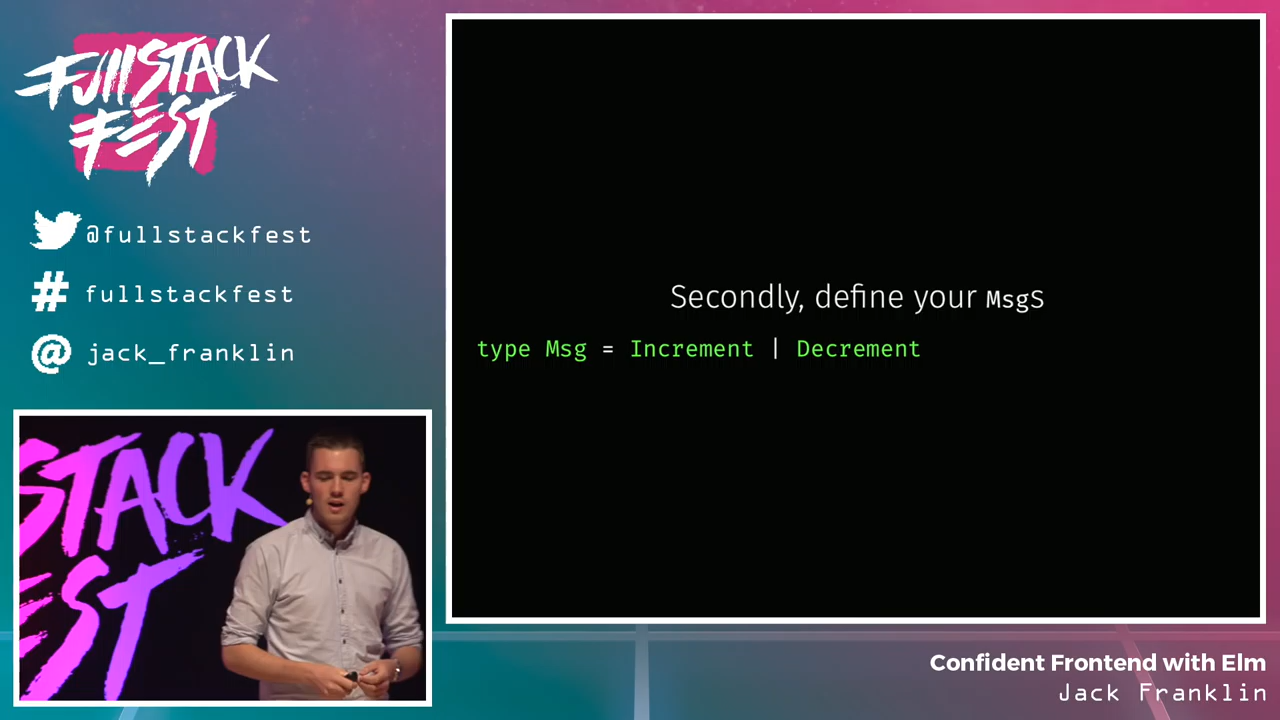 FullSTACK
FEST
@fullstackfest
# fullstackfest
@ jack_franklin
STACK
EST
Secondly, define your Msgs
type Msg = Increment | Decrement
Confident Frontend with Elm
Jack Franklin